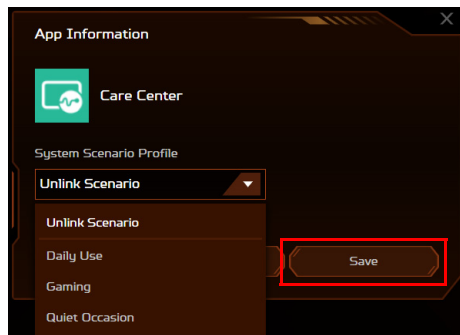 App Information
Care Center
System Scenario Profile
Unlink Scenario
Unlink Scenario
Daily Use
Save
Gaming
Quiet Occasion